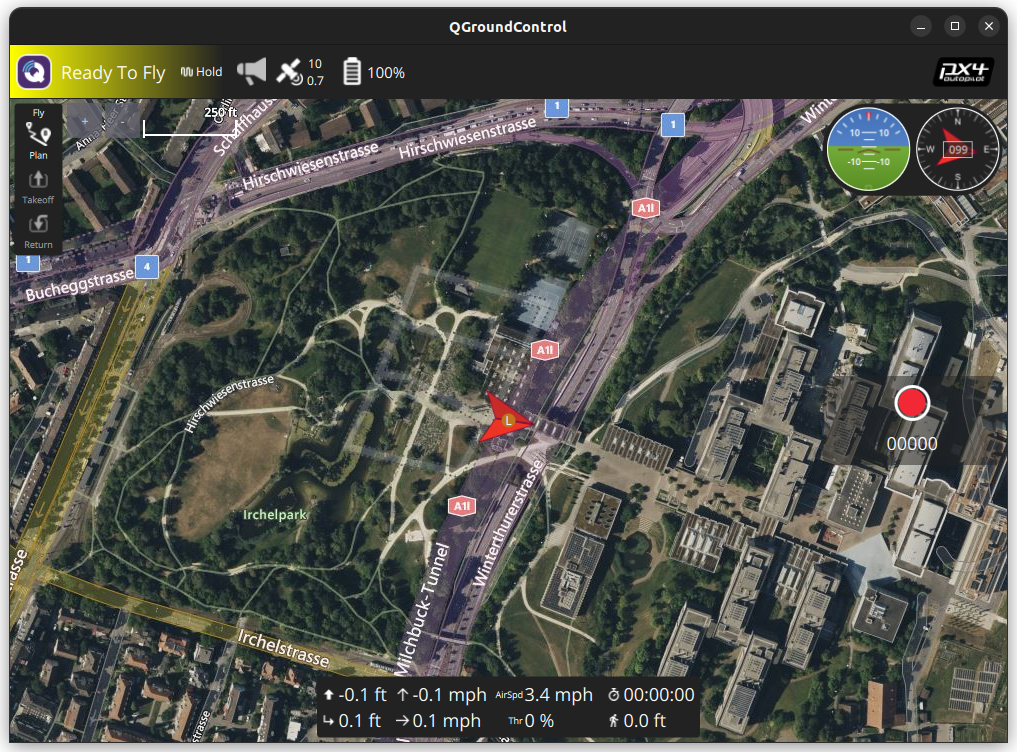 QGroundControl
Ready To Fly
Hold
10
0.7
100%
px4
autopilot
Fly
Plan
Takeoff
Return
+
250 ft
Schaffhaus
Hirschwiesenstrasse
Hirschwiesenstrasse
1
1
Winte
10 10
-10 -10
N
W 099 E
S
A1l
1
4
Bucheggstrasse
A1l
Hirschwiesenstrasse
L
00000
Irchelpark
A1l
Winterthurerstrasse
Milchbuck-Tunnel
rasse
Irchelstrasse
strasse
-0.1 ft -0.1 mph AirSpd 3.4 mph 00:00:00
0.1 ft 0.1 mph Thr 0 % 0.0 ft